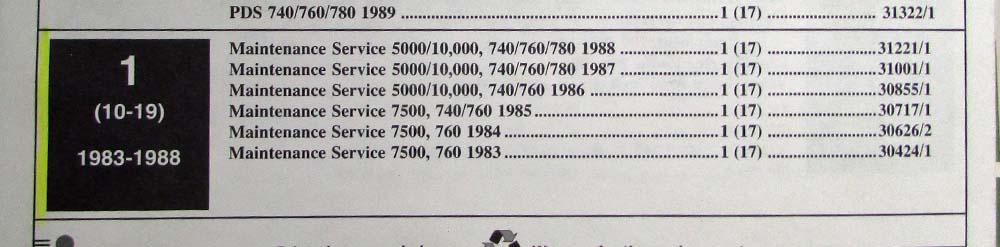 PDS 740/760/780 1989 ........................ 1 (17) ........................ 31322/1
1
(10-19)
1983-1988
Maintenance Service 5000/10,000, 740/760/780 1988 ........................ 1 (17) ........................ 31221/1
Maintenance Service 5000/10,000, 740/760/780 1987 ........................ 1 (17) ........................ 31001/1
Maintenance Service 5000/10,000, 740/760 1986 ........................ 1 (17) ........................ 30855/1
Maintenance Service 7500, 740/760 1985 ........................ 1 (17) ........................ 30717/1
Maintenance Service 7500, 760 1984 ........................ 1 (17) ........................ 30626/2
Maintenance Service 7500, 760 1983 ........................ 1 (17) ........................ 30424/1